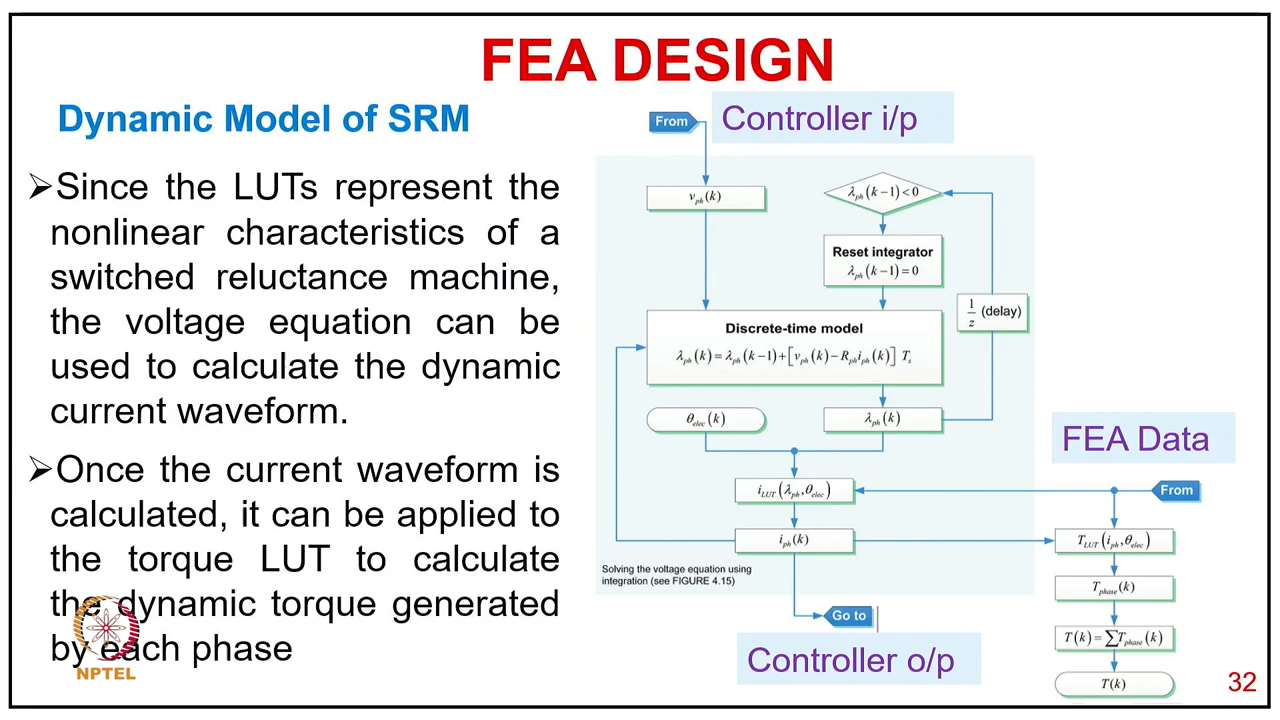 FEA DESIGN
Dynamic Model of SRM
➢Since the LUTs represent the
nonlinear characteristics of a
switched reluctance machine,
the voltage equation can be
used to calculate the dynamic
current waveform.
➢Once the current waveform is
calculated, it can be applied to
the torque LUT to calculate
the dynamic torque generated
by each phase
NPTEL
From
Controller i/p
v_ph(k)
λ_ph(k−1)<0
Reset integrator
λ_ph(k−1)=0
1/z (delay)
Discrete-time model
λ_ph(k)=λ_ph(k−1)+[v_ph(k)−R_ph i_ph(k)] T_s
θ_elec(k)
λ_ph(k)
FEA Data
i_LUT(λ_ph,θ_elec)
From
i_ph(k)
T_LUT(i_ph,θ_elec)
Solving the voltage equation using
integration (see FIGURE 4.15)
T_phase(k)
Go to
T(k)=∑T_phase(k)
Controller o/p
T(k)
32